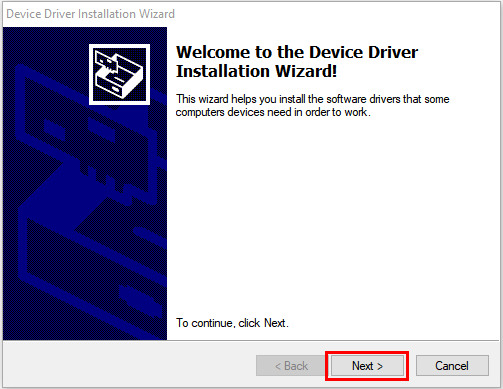 Device Driver Installation Wizard
Welcome to the Device Driver
Installation Wizard!
This wizard helps you install the software drivers that some
computers devices need in order to work.
To continue, click Next.
< Back
Next >
Cancel